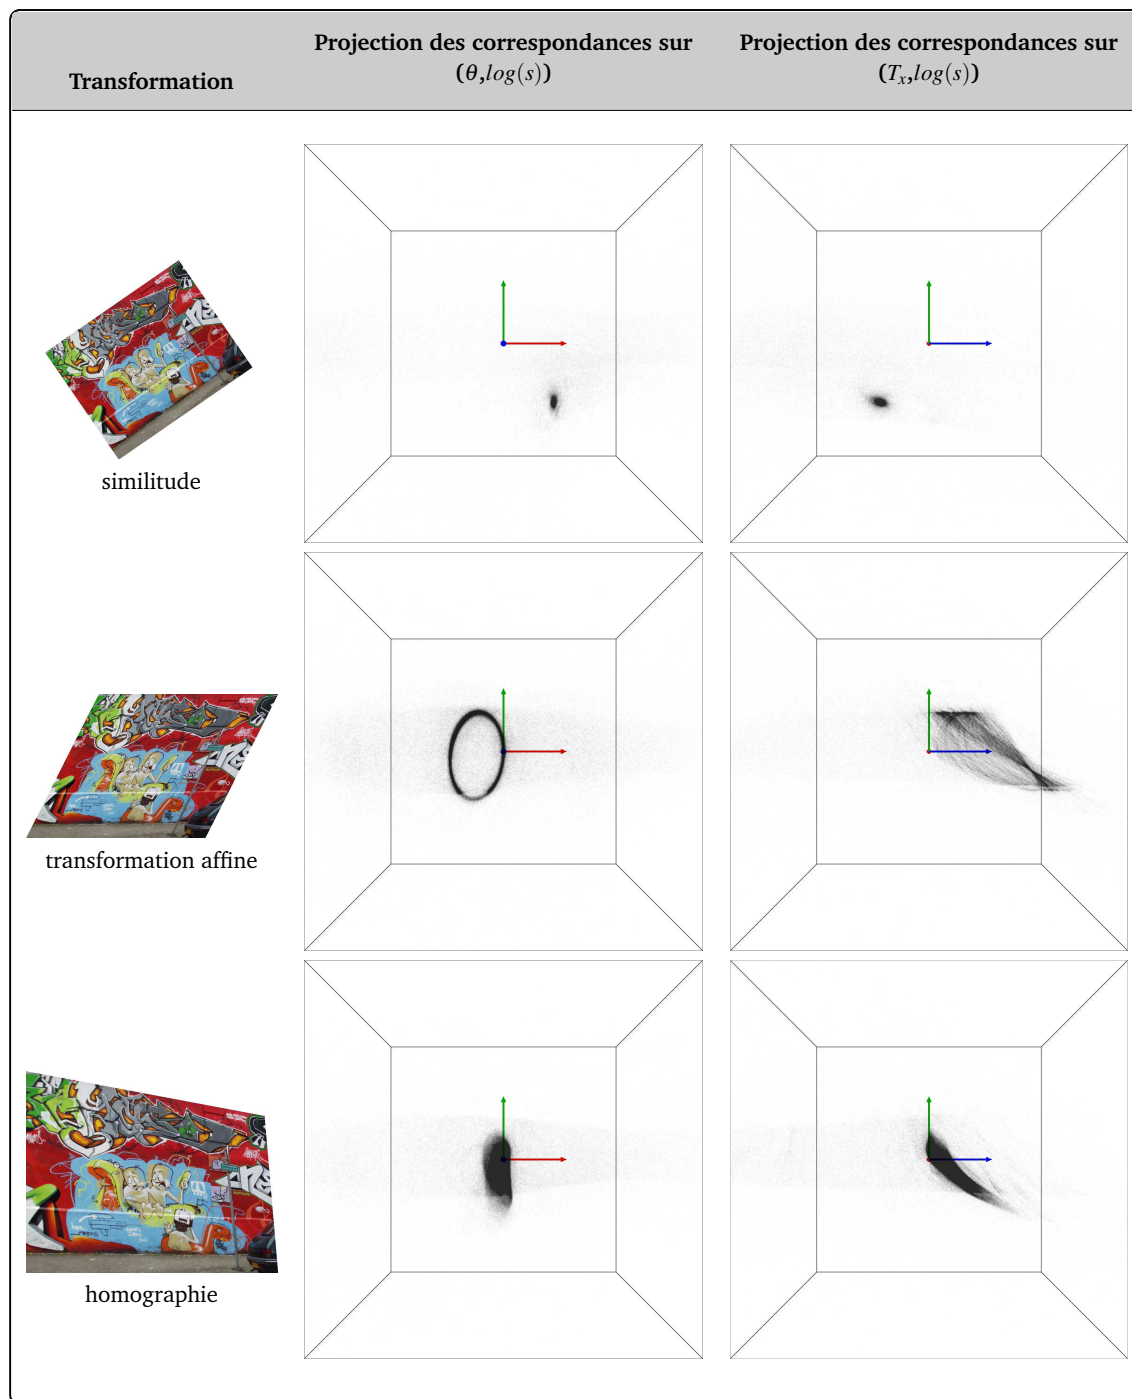 Transformation
Projection des correspondances sur
(θ,log(s))
Projection des correspondances sur
(Tₓ,log(s))
similitude
transformation affine
homographie